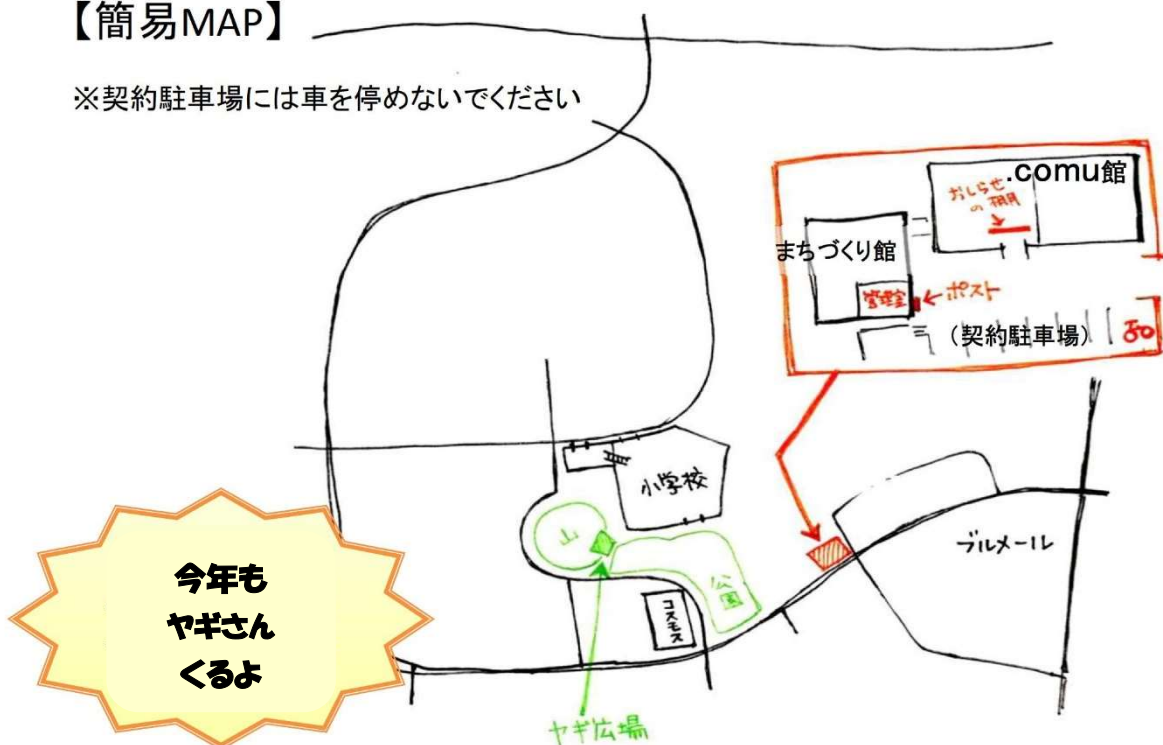 【簡易MAP】
※契約駐車場には車を停めないでください
.comu館
おしらせ
の棚
まちづくり館
管理室
←ポスト
（契約駐車場）
小学校
山
公園
コスモス
ブルメール
ヤギ広場
今年も
ヤギさん
くるよ